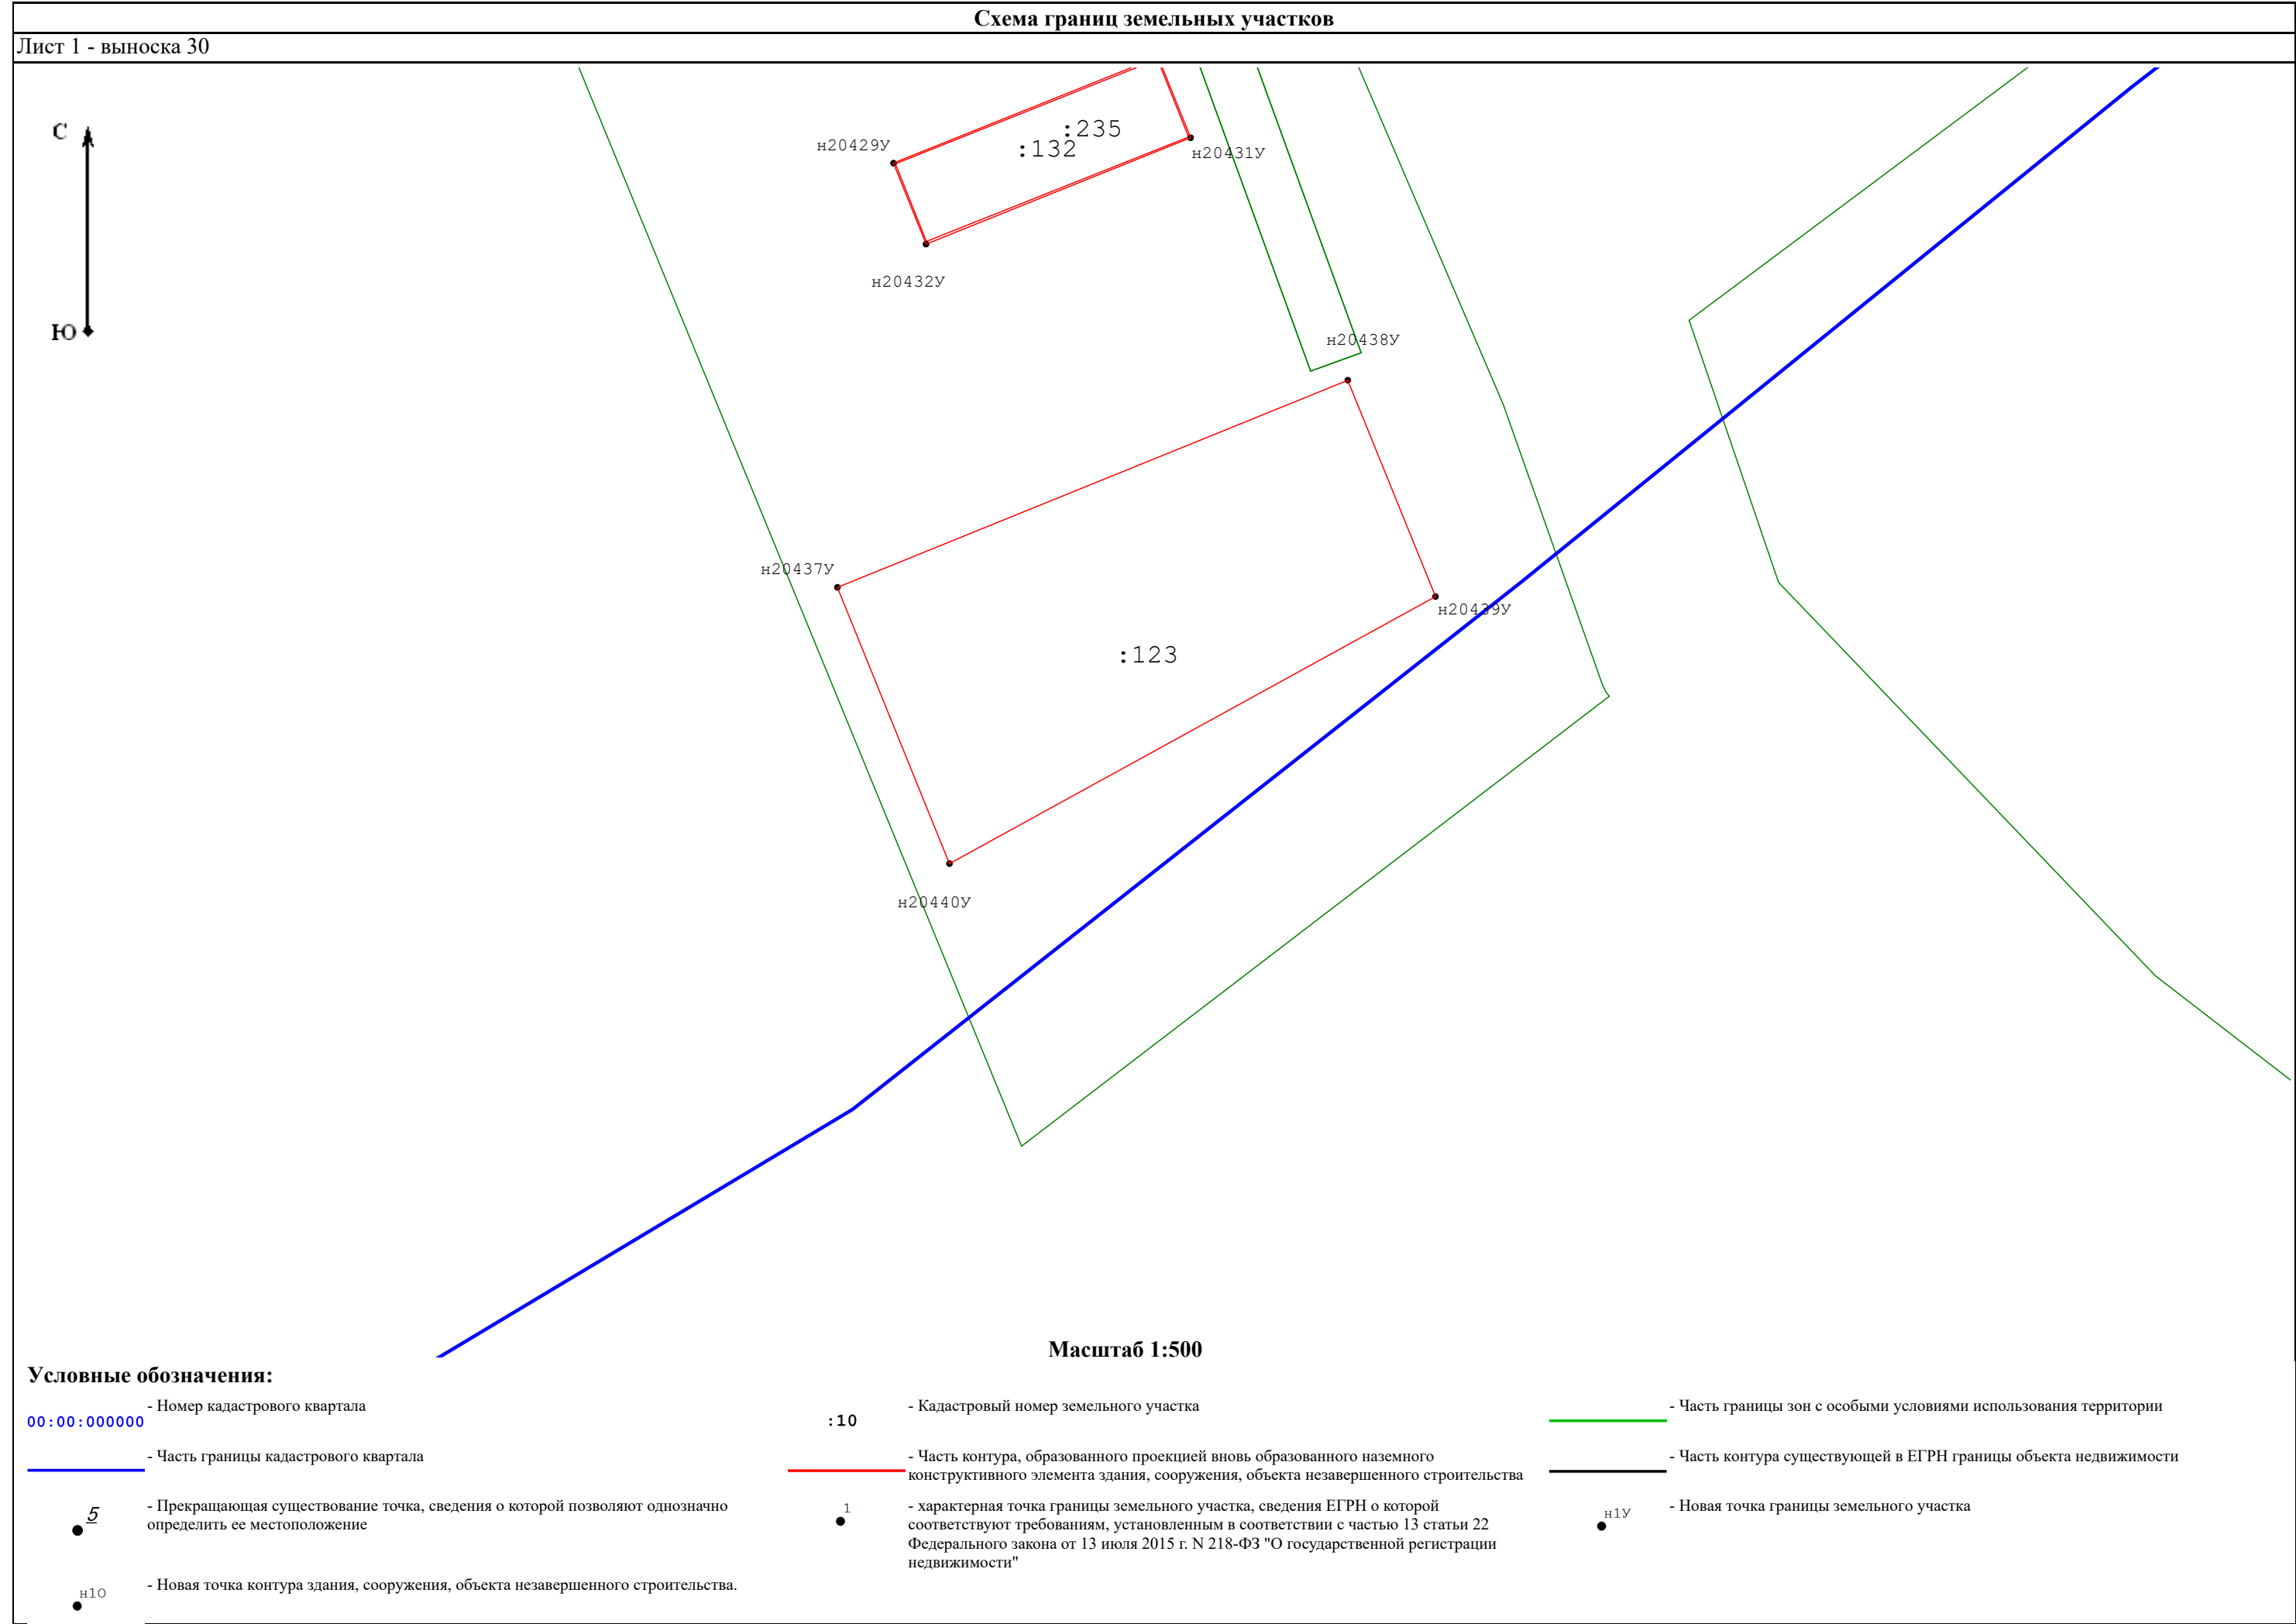 Схема границ земельных участков
Лист 1 - выноска 30
С
Ю
:235
:132
н20429У
н20431У
н20432У
н20438У
н20437У
н20439У
:123
н20440У
Масштаб 1:500
Условные обозначения:
00:00:000000
- Номер кадастрового квартала
:10
- Кадастровый номер земельного участка
- Часть границы зон с особыми условиями использования территории
- Часть границы кадастрового квартала
- Часть контура, образованного проекцией вновь образованного наземного
конструктивного элемента здания, сооружения, объекта незавершенного строительства
- Часть контура существующей в ЕГРН границы объекта недвижимости
5
- Прекращающая существование точка, сведения о которой позволяют однозначно
определить ее местоположение
1
- характерная точка границы земельного участка, сведения ЕГРН о которой
соответствуют требованиям, установленным в соответствии с частью 13 статьи 22
Федерального закона от 13 июля 2015 г. N 218-ФЗ "О государственной регистрации
недвижимости"
н1У
- Новая точка границы земельного участка
н1О
- Новая точка контура здания, сооружения, объекта незавершенного строительства.